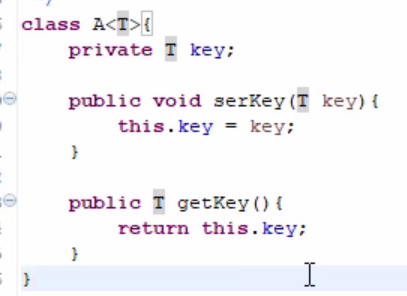 */
class A<T>{
private T key;
public void serKey(T key){
this.key = key;
}
public T getKey(){
return this.key;
}
}